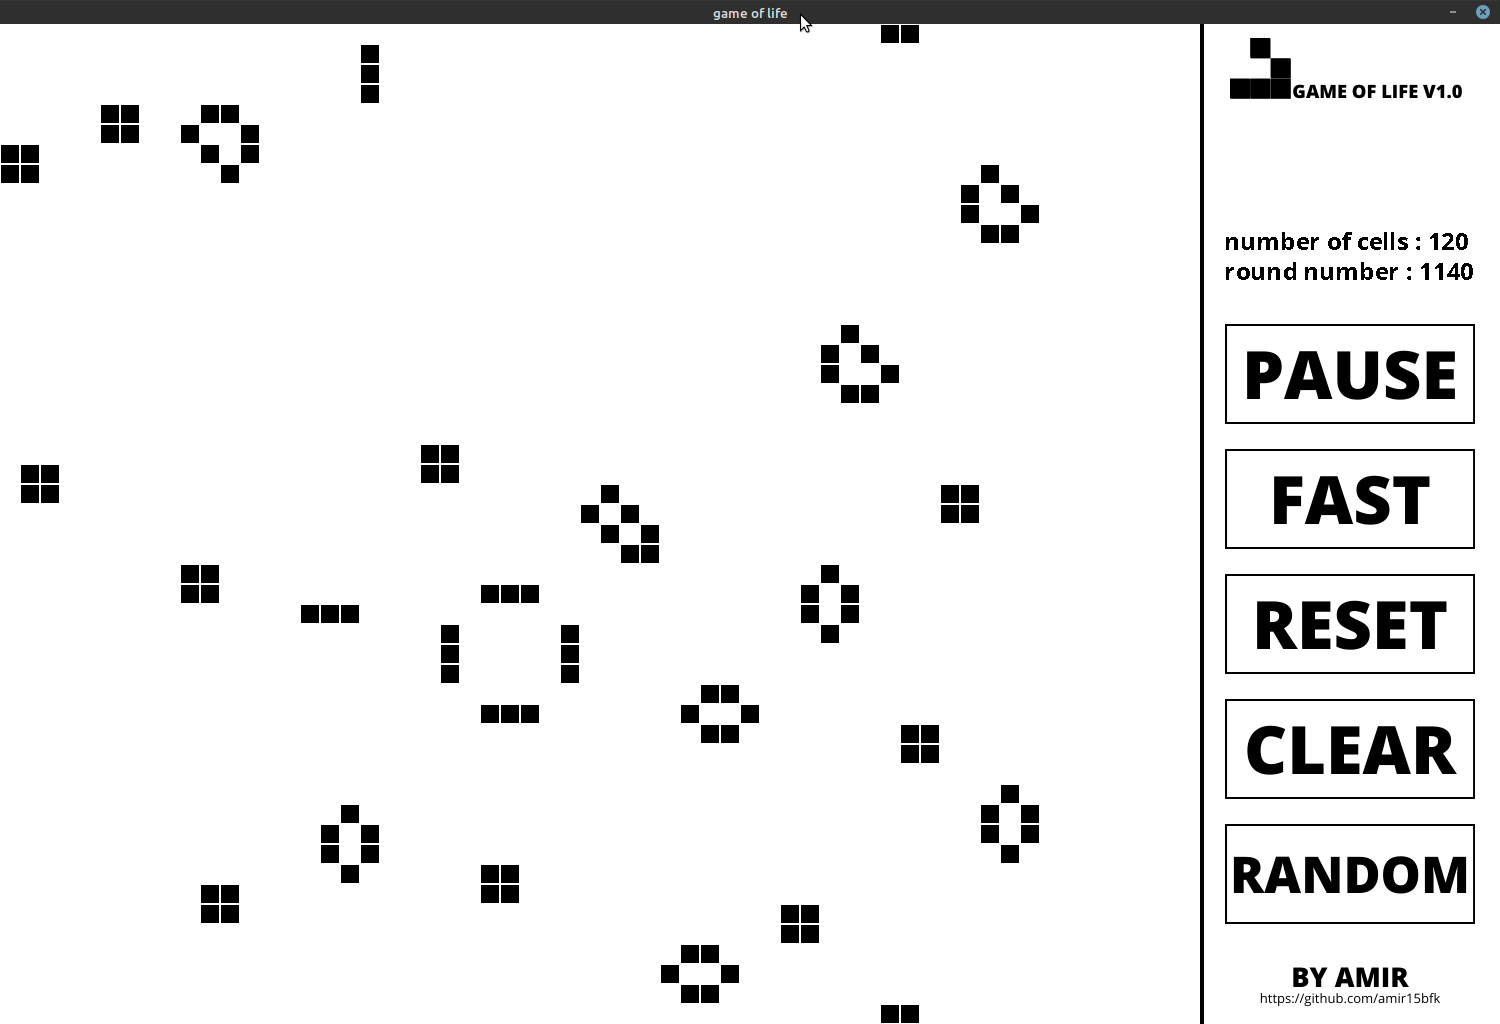 game of life
GAME OF LIFE V1.0
number of cells : 120
round number : 1140
PAUSE
FAST
RESET
CLEAR
RANDOM
BY AMIR
https://github.com/amir15bfk